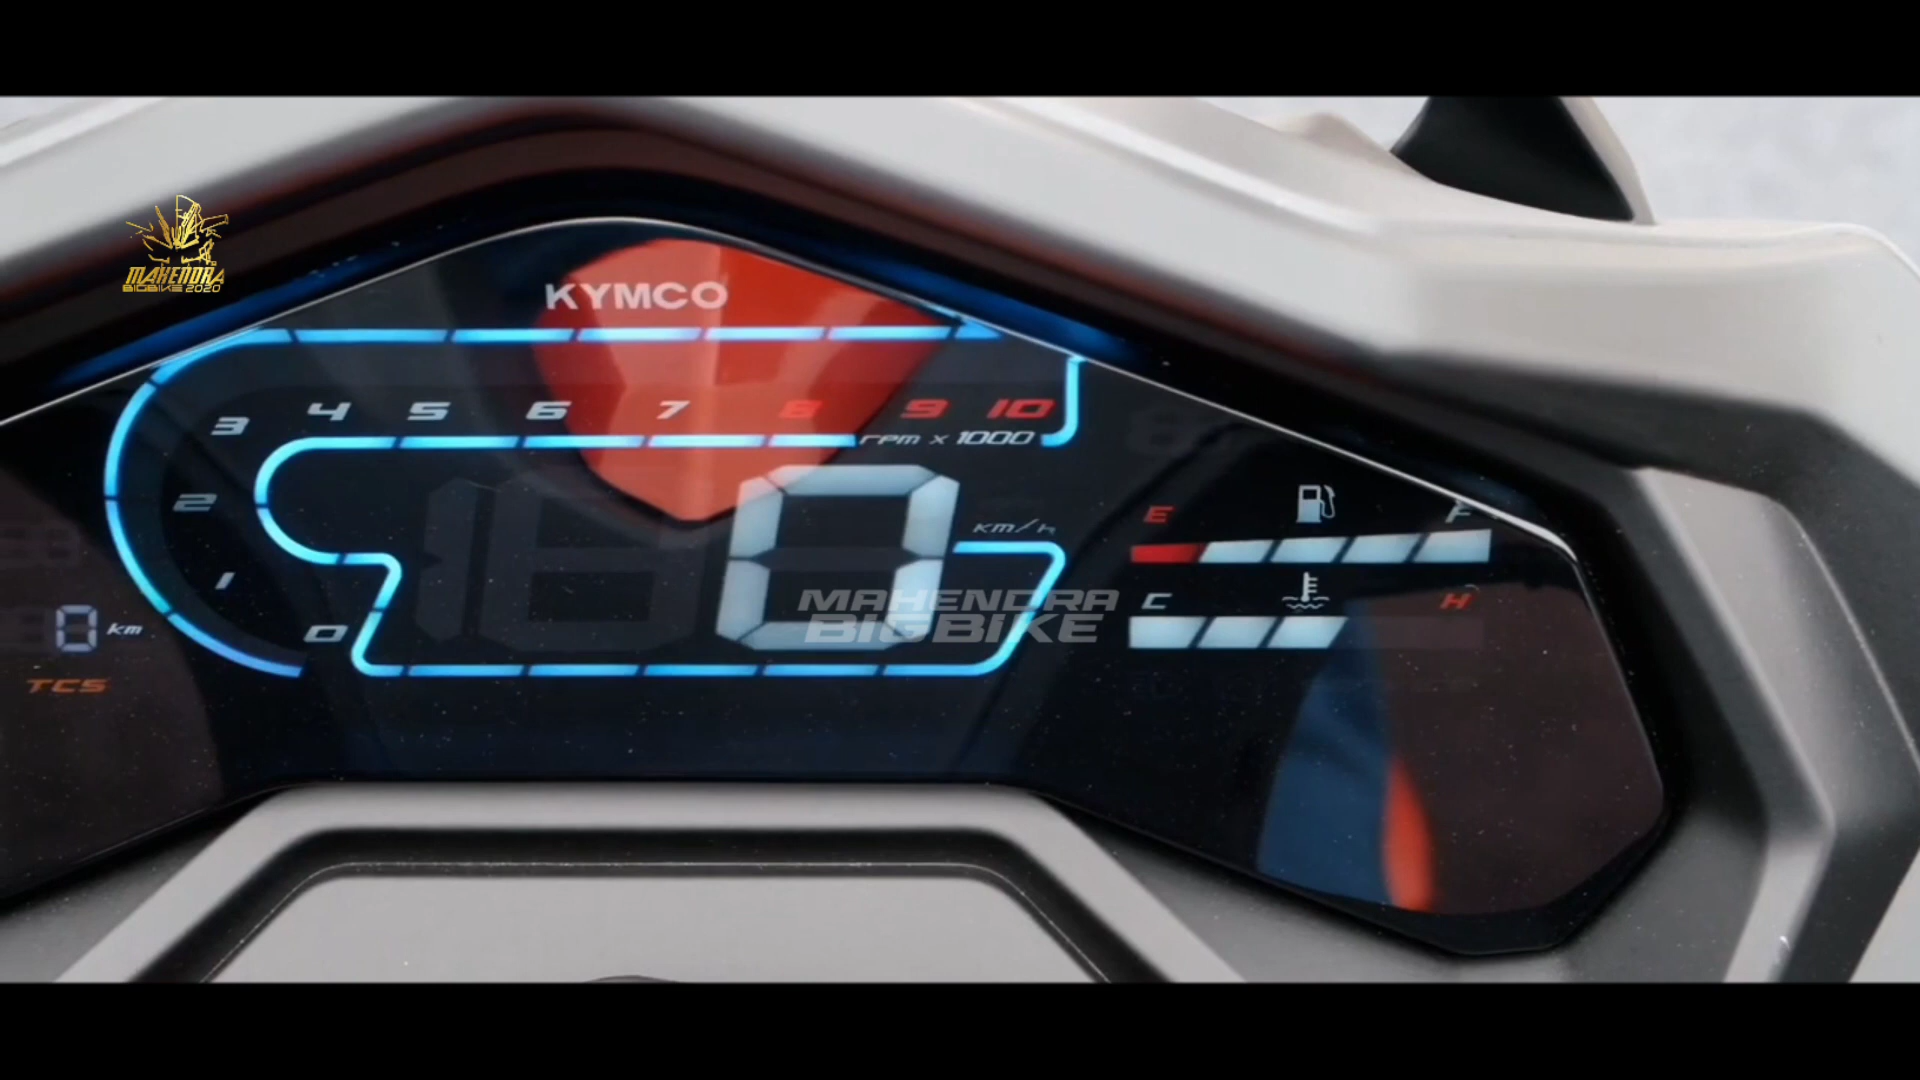 MAHENDRA
BIGBIKE 2020
KYMCO
0 1 2 3 4 5 6 7 8 9 10
rpm x 1000
0
km/h
E F
C H
0 km
TCS
MAHENDRA
BIGBIKE